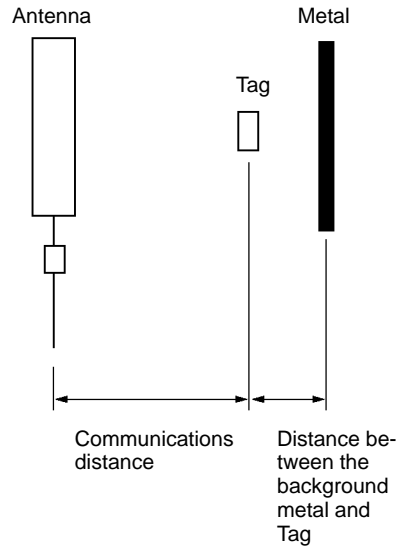 Antenna
Metal
Tag
Communications
distance
Distance be-
tween the
background
metal and
Tag